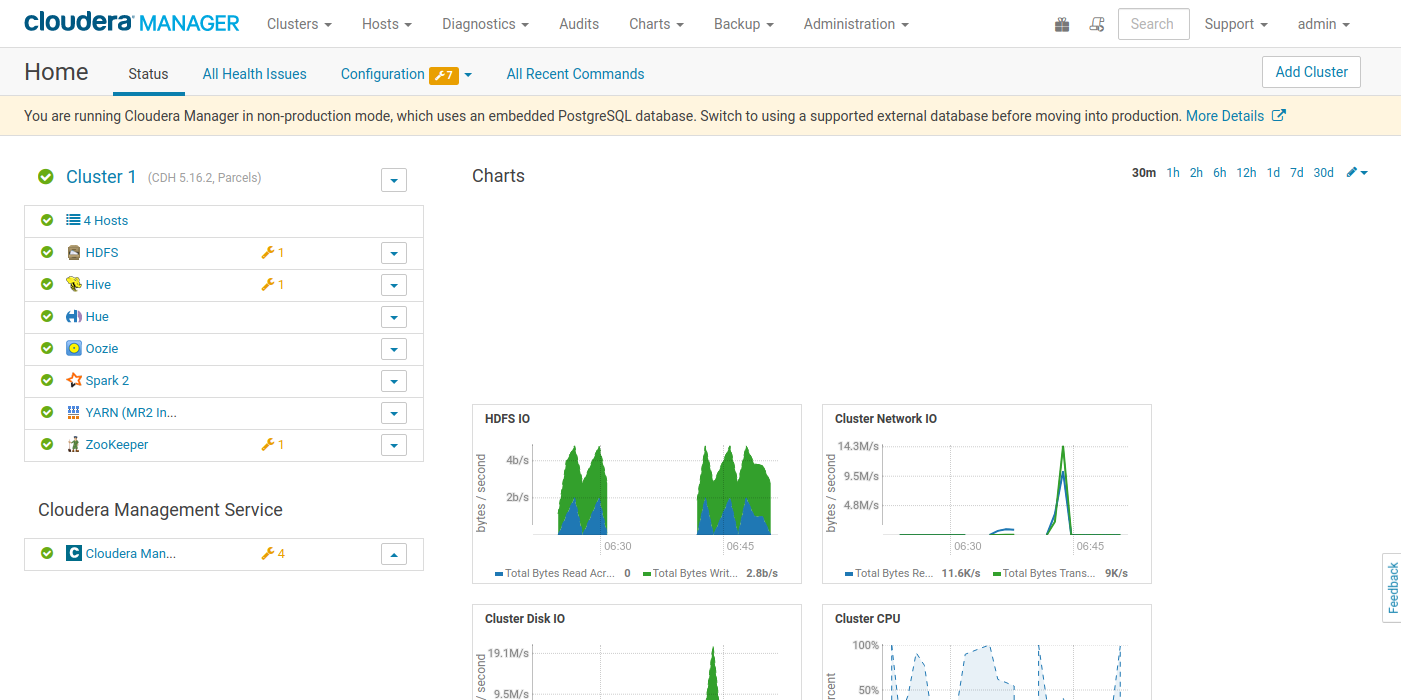 cloudera MANAGER Clusters Hosts Diagnostics Audits Charts Backup Administration Search Support admin
Home Status All Health Issues Configuration 7 All Recent Commands Add Cluster
You are running Cloudera Manager in non-production mode, which uses an embedded PostgreSQL database. Switch to using a supported external database before moving into production. More Details
Cluster 1 (CDH 5.16.2, Parcels)
4 Hosts
HDFS 1
Hive 1
Hue
Oozie
Spark 2
YARN (MR2 In...
ZooKeeper 1
Cloudera Management Service
C Cloudera Man... 4
Charts 30m 1h 2h 6h 12h 1d 7d 30d
HDFS IO
bytes / second
4b/s
2b/s
06:30 06:45
Total Bytes Read Acr... 0 Total Bytes Writ... 2.8b/s
Cluster Network IO
bytes / second
14.3M/s
9.5M/s
4.8M/s
06:30 06:45
Total Bytes Re... 11.6K/s Total Bytes Trans... 9K/s
Cluster Disk IO
/ second
19.1M/s
9.5M/s
Cluster CPU
percent
100%
50%
Feedback